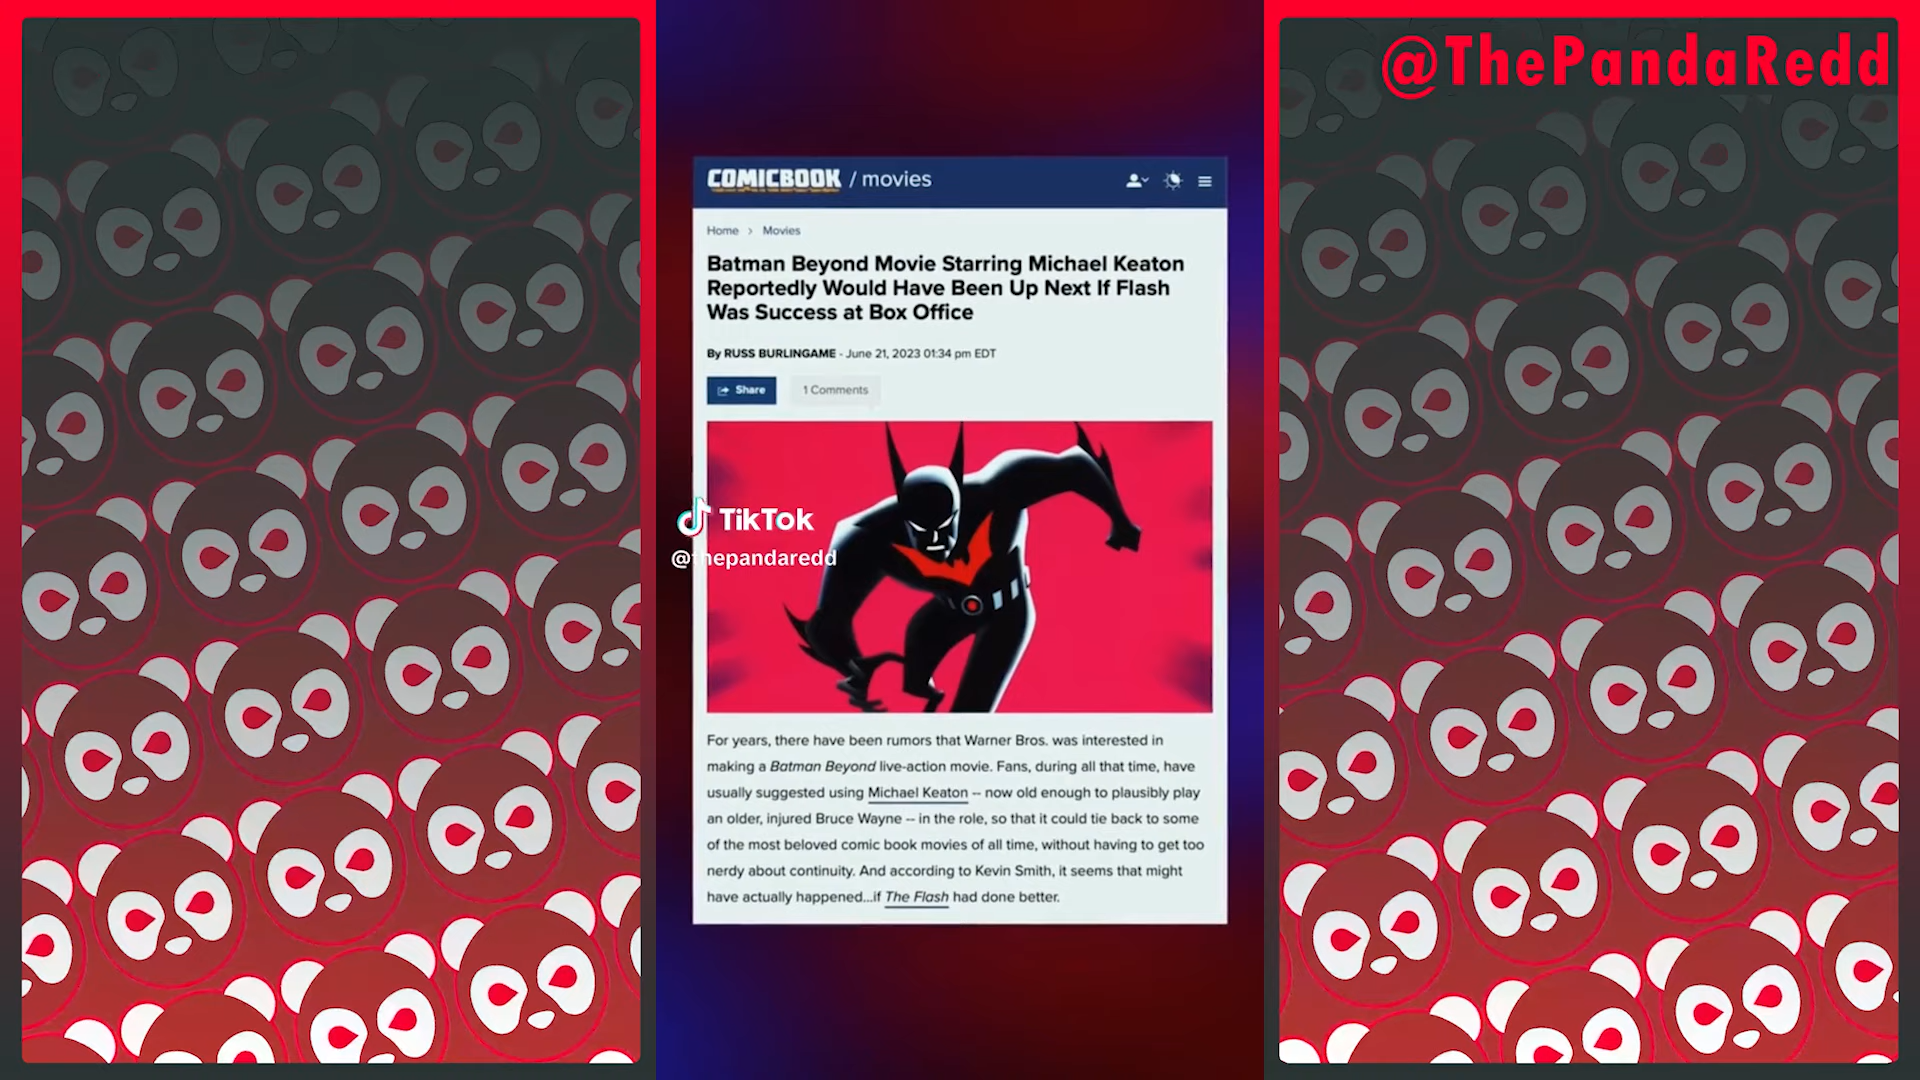 @ThePandaRedd
COMICBOOK / movies
Home > Movies
Batman Beyond Movie Starring Michael Keaton
Reportedly Would Have Been Up Next If Flash
Was Success at Box Office
By RUSS BURLINGAME - June 21, 2023 01:34 pm EDT
Share
1 Comments
TikTok
@thepandaredd
For years, there have been rumors that Warner Bros. was interested in
making a Batman Beyond live-action movie. Fans, during all that time, have
usually suggested using Michael Keaton -- now old enough to plausibly play
an older, injured Bruce Wayne -- in the role, so that it could tie back to some
of the most beloved comic book movies of all time, without having to get too
nerdy about continuity. And according to Kevin Smith, it seems that might
have actually happened...if The Flash had done better.